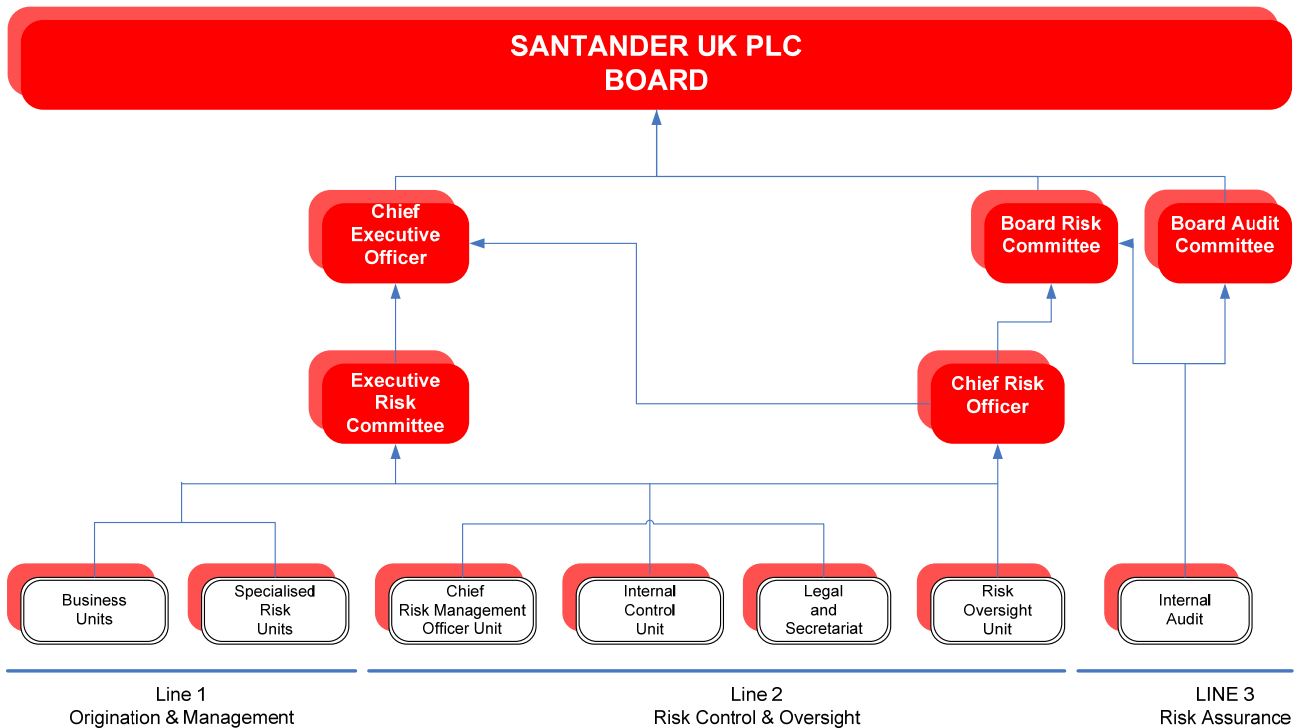 SANTANDER UK PLC
BOARD
Chief
Executive
Officer
Board Risk
Committee
Board Audit
Committee
Executive
Risk
Committee
Chief Risk
Officer
Business
Units
Specialised
Risk
Units
Chief
Risk Management
Officer Unit
Internal
Control
Unit
Legal
and
Secretariat
Risk
Oversight
Unit
Internal
Audit
Line 1
Origination & Management
Line 2
Risk Control & Oversight
LINE 3
Risk Assurance